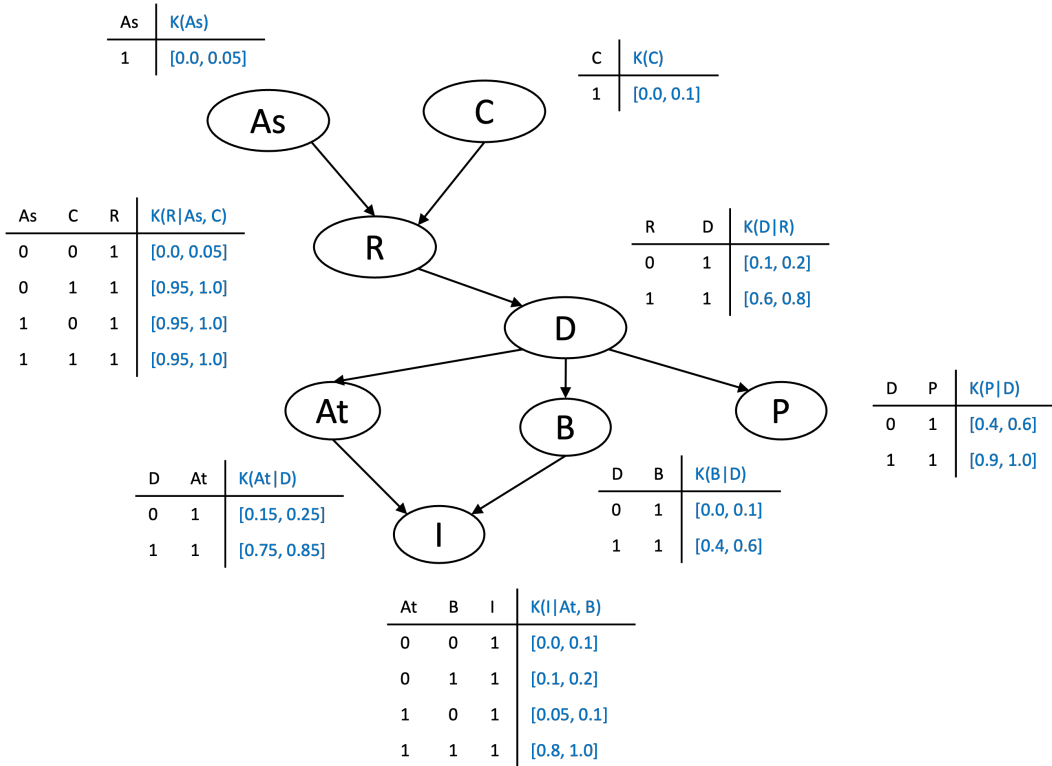 As K(As)
1 [0.0, 0.05]
C K(C)
1 [0.0, 0.1]
As
C
As C R K(R|As, C)
0 0 1 [0.0, 0.05]
0 1 1 [0.95, 1.0]
1 0 1 [0.95, 1.0]
1 1 1 [0.95, 1.0]
R
R D K(D|R)
0 1 [0.1, 0.2]
1 1 [0.6, 0.8]
D
At
B
P
D P K(P|D)
0 1 [0.4, 0.6]
1 1 [0.9, 1.0]
D At K(At|D)
0 1 [0.15, 0.25]
1 1 [0.75, 0.85]
I
D B K(B|D)
0 1 [0.0, 0.1]
1 1 [0.4, 0.6]
At B I K(I|At, B)
0 0 1 [0.0, 0.1]
0 1 1 [0.1, 0.2]
1 0 1 [0.05, 0.1]
1 1 1 [0.8, 1.0]